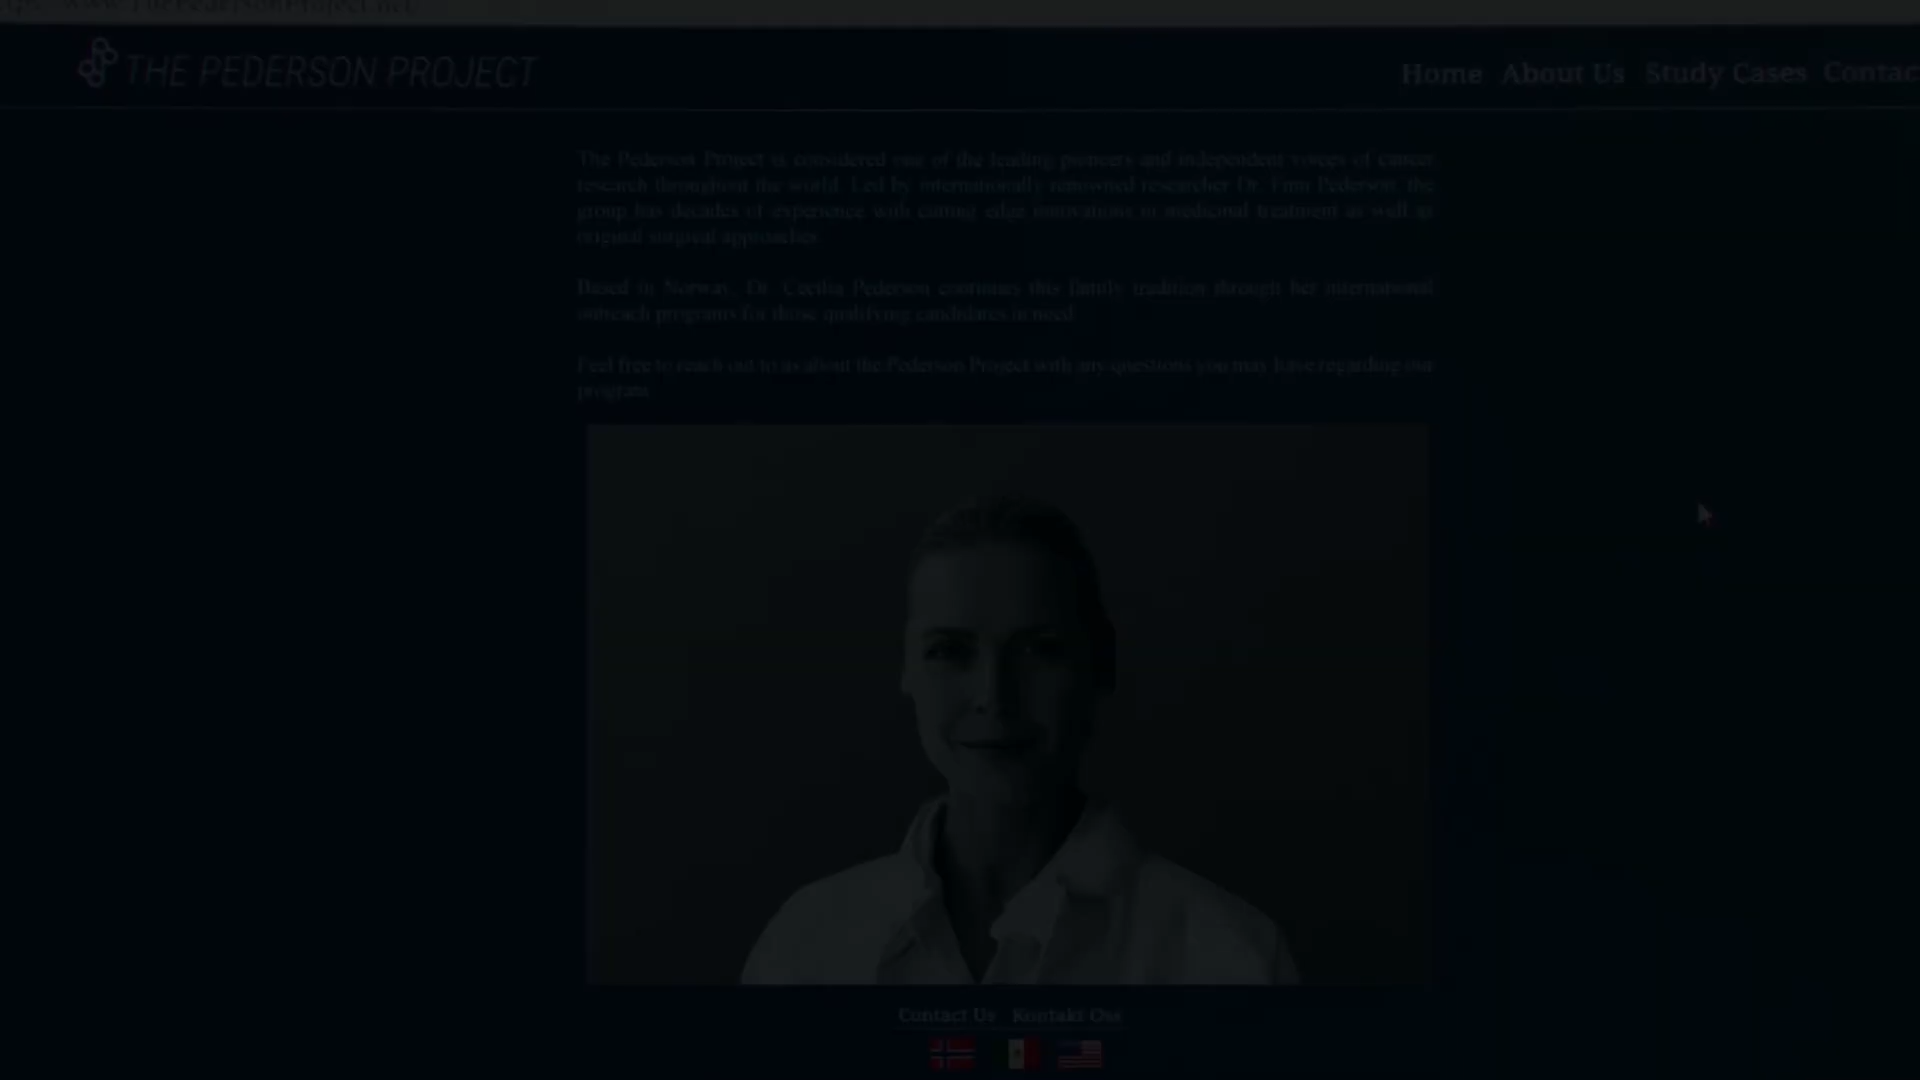 www.ThePedersonProject.net
THE PEDERSON PROJECT
Home About Us Study Cases Contac
The Pederson Project is considered one of the leading pioneers and independent voices of cancer
research throughout the world. Led by internationally renowned researcher Dr. Finn Pederson, the
group has decades of experience with cutting edge innovations in medicinal treatment as well as
original surgical approaches.
Based in Norway, Dr. Cecilia Pederson continues this family tradition through her international
outreach programs for those qualifying candidates in need.
Feel free to reach out to us about the Pederson Project with any questions you may have regarding our
program.
Contact Us Kontakt Oss